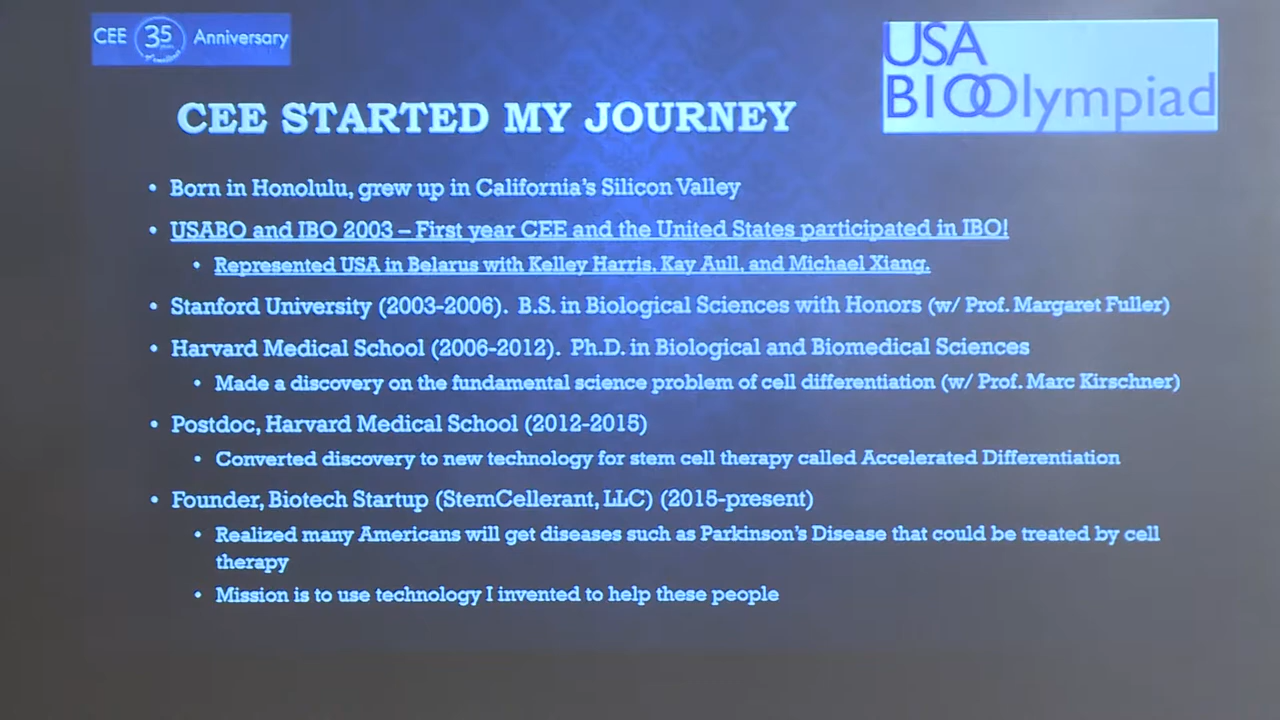 CEE 35 Anniversary
USA
BIOOlympiad
CEE STARTED MY JOURNEY
• Born in Honolulu, grew up in California's Silicon Valley
• USABO and IBO 2003 – First year CEE and the United States participated in IBO!
• Represented USA in Belarus with Kelley Harris, Kay Aull, and Michael Xiang.
• Stanford University (2003-2006). B.S. in Biological Sciences with Honors (w/ Prof. Margaret Fuller)
• Harvard Medical School (2006-2012). Ph.D. in Biological and Biomedical Sciences
• Made a discovery on the fundamental science problem of cell differentiation (w/ Prof. Marc Kirschner)
• Postdoc, Harvard Medical School (2012-2015)
• Converted discovery to new technology for stem cell therapy called Accelerated Differentiation
• Founder, Biotech Startup (StemCellerant, LLC) (2015-present)
• Realized many Americans will get diseases such as Parkinson's Disease that could be treated by cell
therapy
• Mission is to use technology I invented to help these people